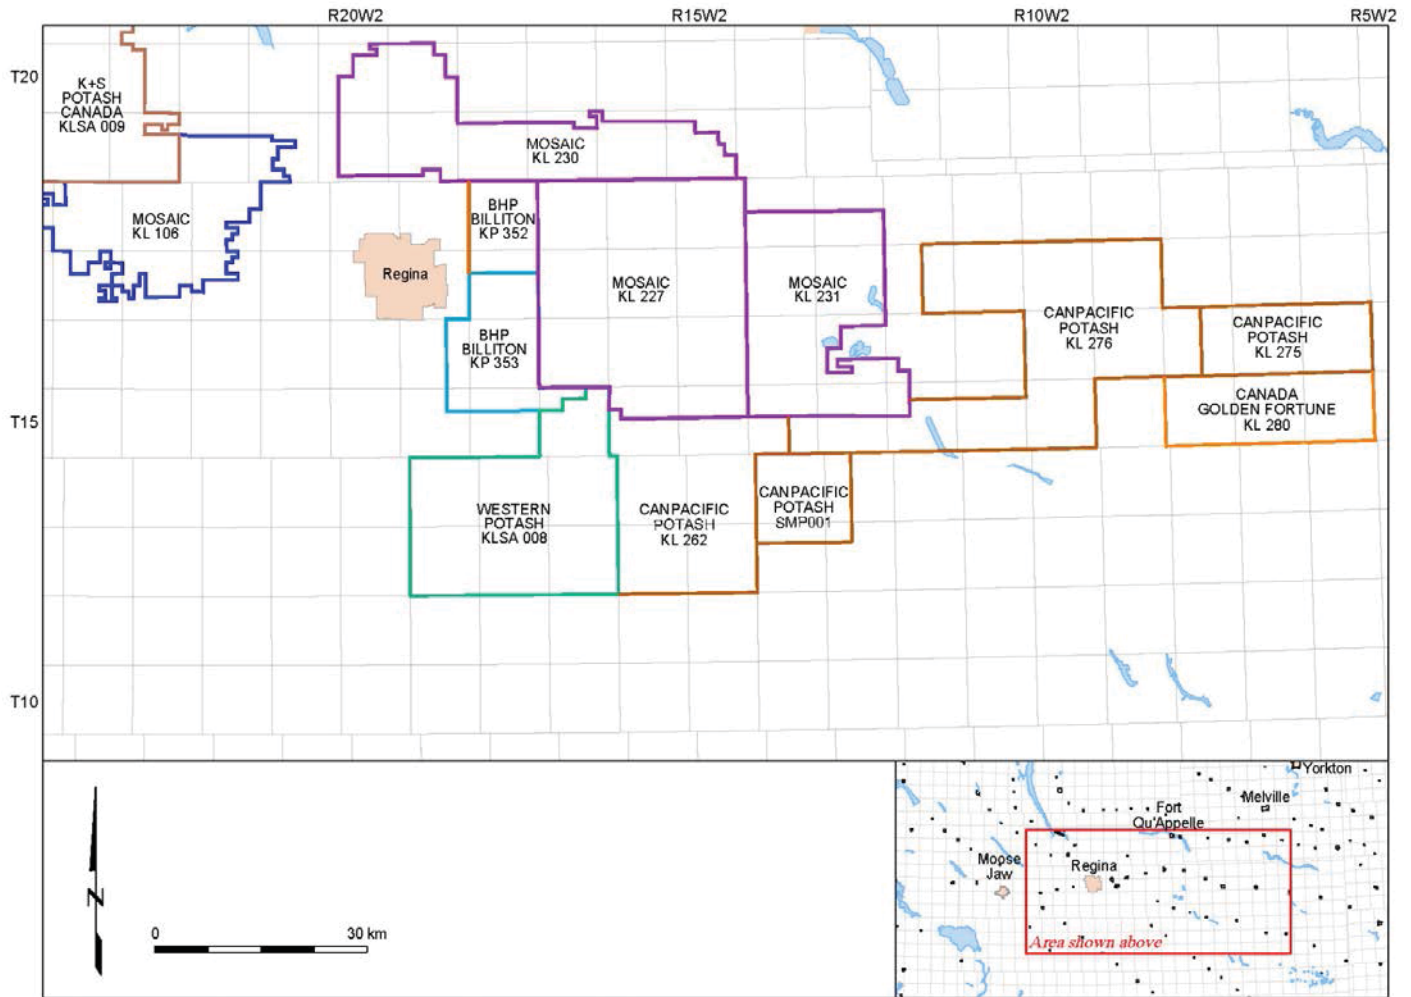 R20W2
R15W2
R10W2
R5W2
T20
T15
T10
K+S
POTASH
CANADA
KLSA 009
MOSAIC
KL 230
MOSAIC
KL 106
BHP
BILLITON
KP 352
Regina
MOSAIC
KL 227
MOSAIC
KL 231
BHP
BILLITON
KP 353
CANPACIFIC
POTASH
KL 276
CANPACIFIC
POTASH
KL 275
CANADA
GOLDEN FORTUNE
KL 280
WESTERN
POTASH
KLSA 008
CANPACIFIC
POTASH
KL 262
CANPACIFIC
POTASH
SMP001
N
0
30 km
Yorkton
Melville
Fort
Qu'Appelle
Moose
Jaw
Regina
Area shown above